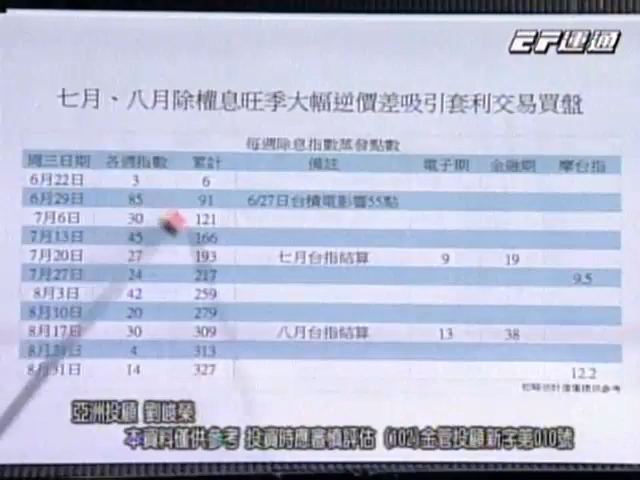 EF運通
七月、八月除權息旺季大幅逆價差吸引套利交易買盤
每週除息指數蒸發點數
週三日期 各週指數 累計 備註 電子期 金融期 摩台指
6月22日 3 6
6月29日 85 91 6/27日台積電影響55點
7月6日 30 121
7月13日 45 166
7月20日 27 193 七月台指結算 9 19
7月27日 24 217 9.5
8月3日 42 259
8月10日 20 279
8月17日 30 309 八月台指結算 13 38
8月24日 4 313
8月31日 14 327 12.2
亞洲投顧 劉
本資料僅供參考 投資時應審慎評估 (102)金管投顧新字第010號